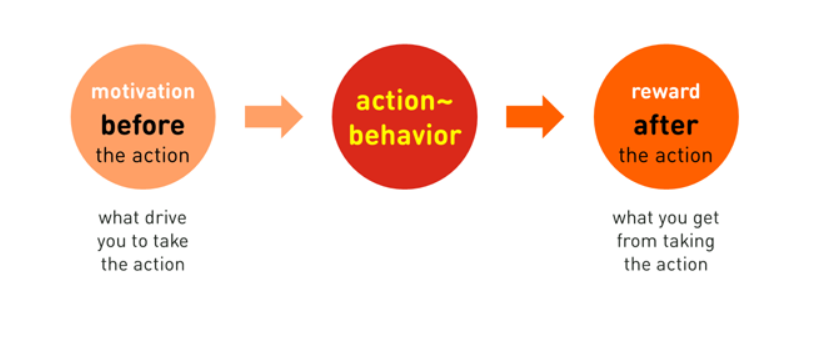 motivation
before
the action
action~
behavior
reward
after
the action
what drive
you to take
the action
what you get
from taking
the action